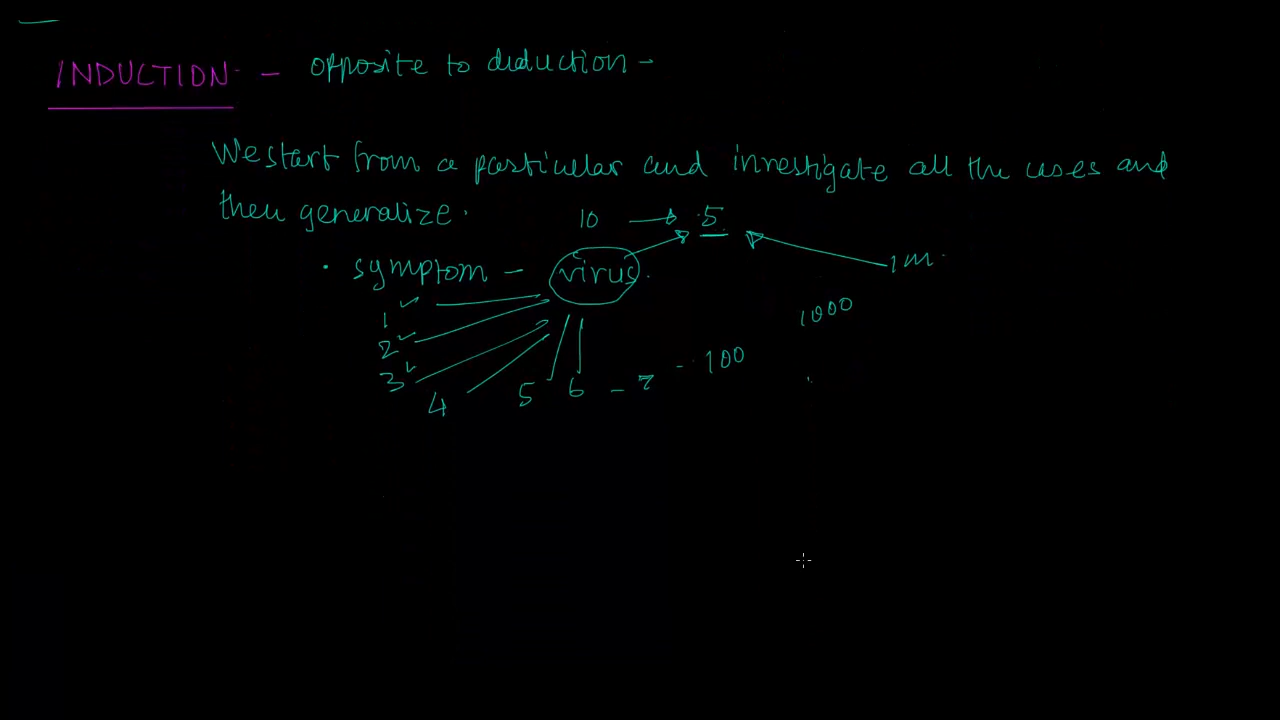 INDUCTION - opposite to deduction -
We start from a particular and investigate all the cases and
then generalize.
10 → 5
• symptom - virus.
1m.
1000
1
2
3
4 5 6 - 7 - 100